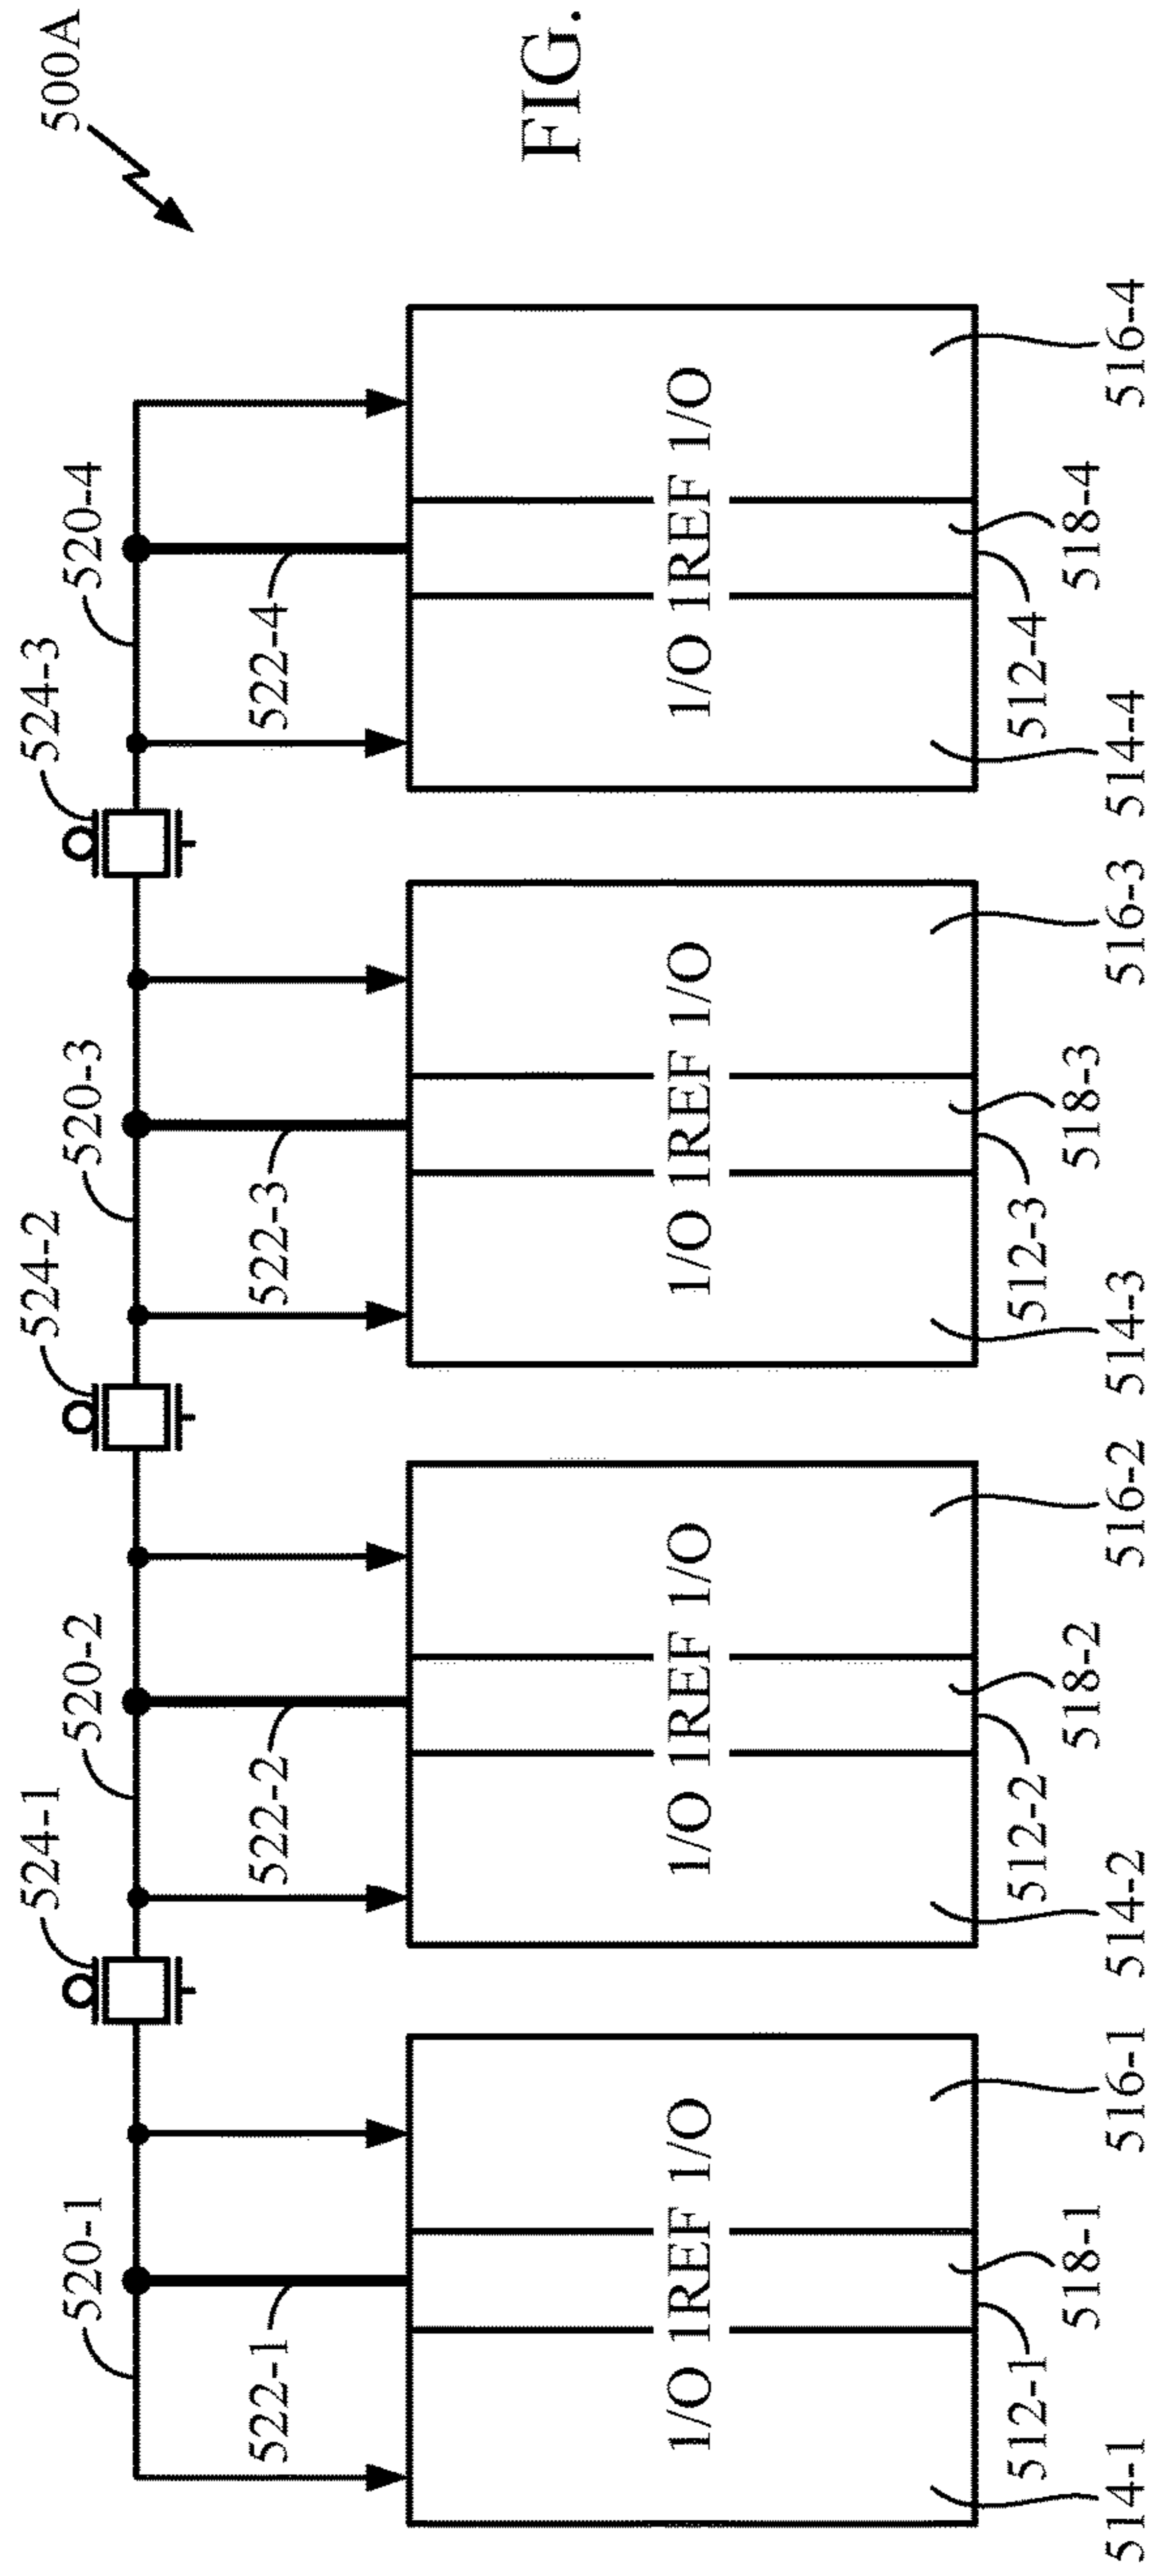 524-1 524-2 524-3
500A
520-1 520-2 520-3 520-4
522-1 522-2 522-3 522-4
FIG.
1/O 1REF 1/O 1/O 1REF 1/O 1/O 1REF 1/O 1/O 1REF 1/O
512-1 512-2 512-3 512-4
518-1 518-2 518-3 518-4
514-1 516-1 514-2 516-2 514-3 516-3 514-4 516-4